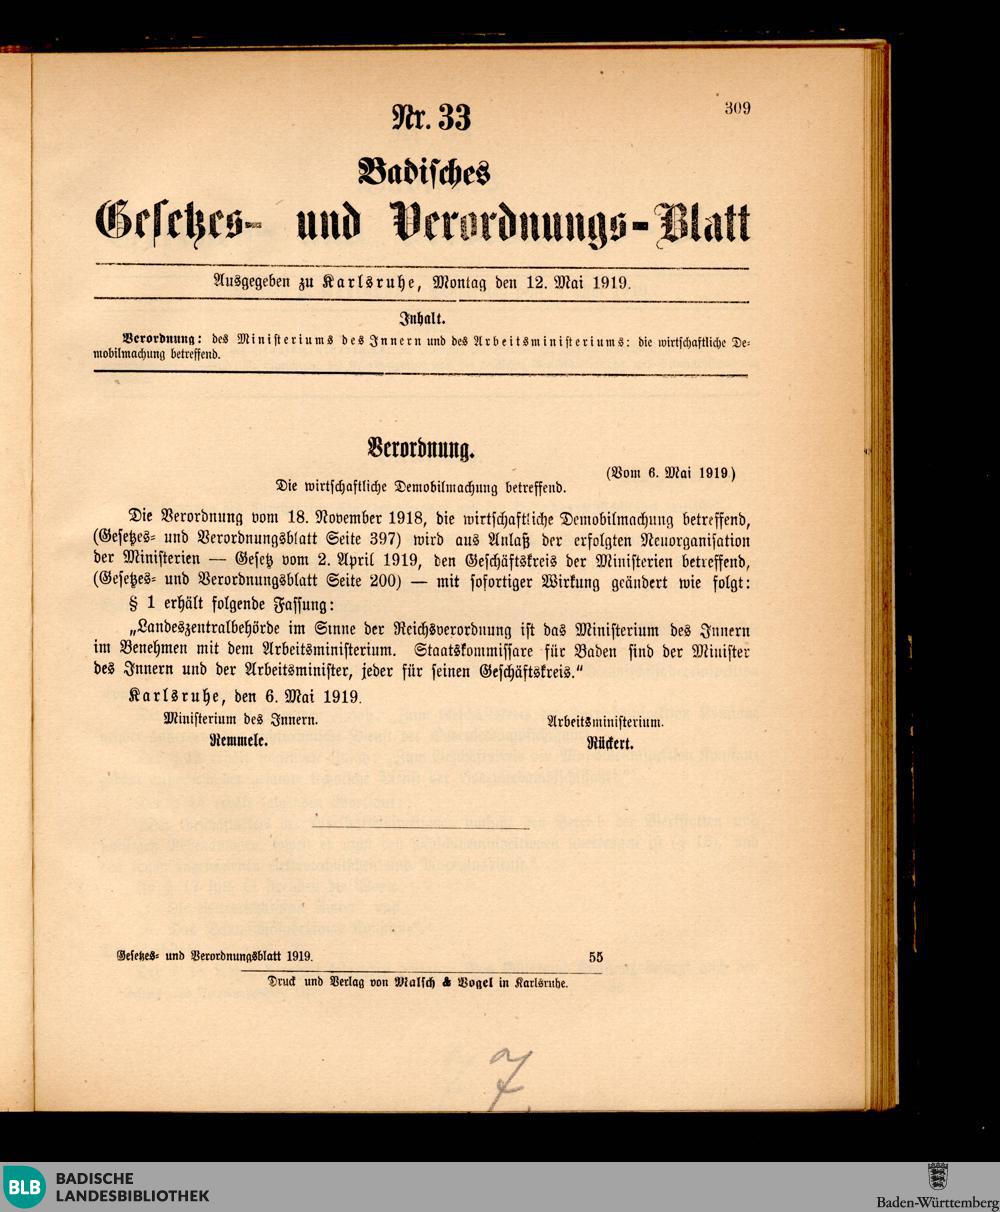 309
Nr. 33
Badisches
Gesetzes- und Verordnungs-Blatt
Ausgegeben zu Karlsruhe, Montag den 12. Mai 1919.
Inhalt.
Verordnung: des Ministeriums des Innern und des Arbeitsministeriums: die wirtschaftliche De-
mobilmachung betreffend.
Verordnung.
(Vom 6. Mai 1919)
Die wirtschaftliche Demobilmachung betreffend.
Die Verordnung vom 18. November 1918, die wirtschaftliche Demobilmachung betreffend,
(Gesetzes- und Verordnungsblatt Seite 397) wird aus Anlaß der erfolgten Neuorganisation
der Ministerien — Gesetz vom 2. April 1919, den Geschäftskreis der Ministerien betreffend,
(Gesetzes- und Verordnungsblatt Seite 200) — mit sofortiger Wirkung geändert wie folgt:
§ 1 erhält folgende Fassung:
„Landeszentralbehörde im Sinne der Reichsverordnung ist das Ministerium des Innern
im Benehmen mit dem Arbeitsministerium. Staatskommissare für Baden sind der Minister
des Innern und der Arbeitsminister, jeder für seinen Geschäftskreis.“
Karlsruhe, den 6. Mai 1919.
Ministerium des Innern. Arbeitsministerium.
Remmele. Rückert.
Gesetzes- und Verordnungsblatt 1919. 55
Druck und Verlag von Malsch & Vogel in Karlsruhe.
7
BLB BADISCHE
LANDESBIBLIOTHEK
Baden-Württemberg